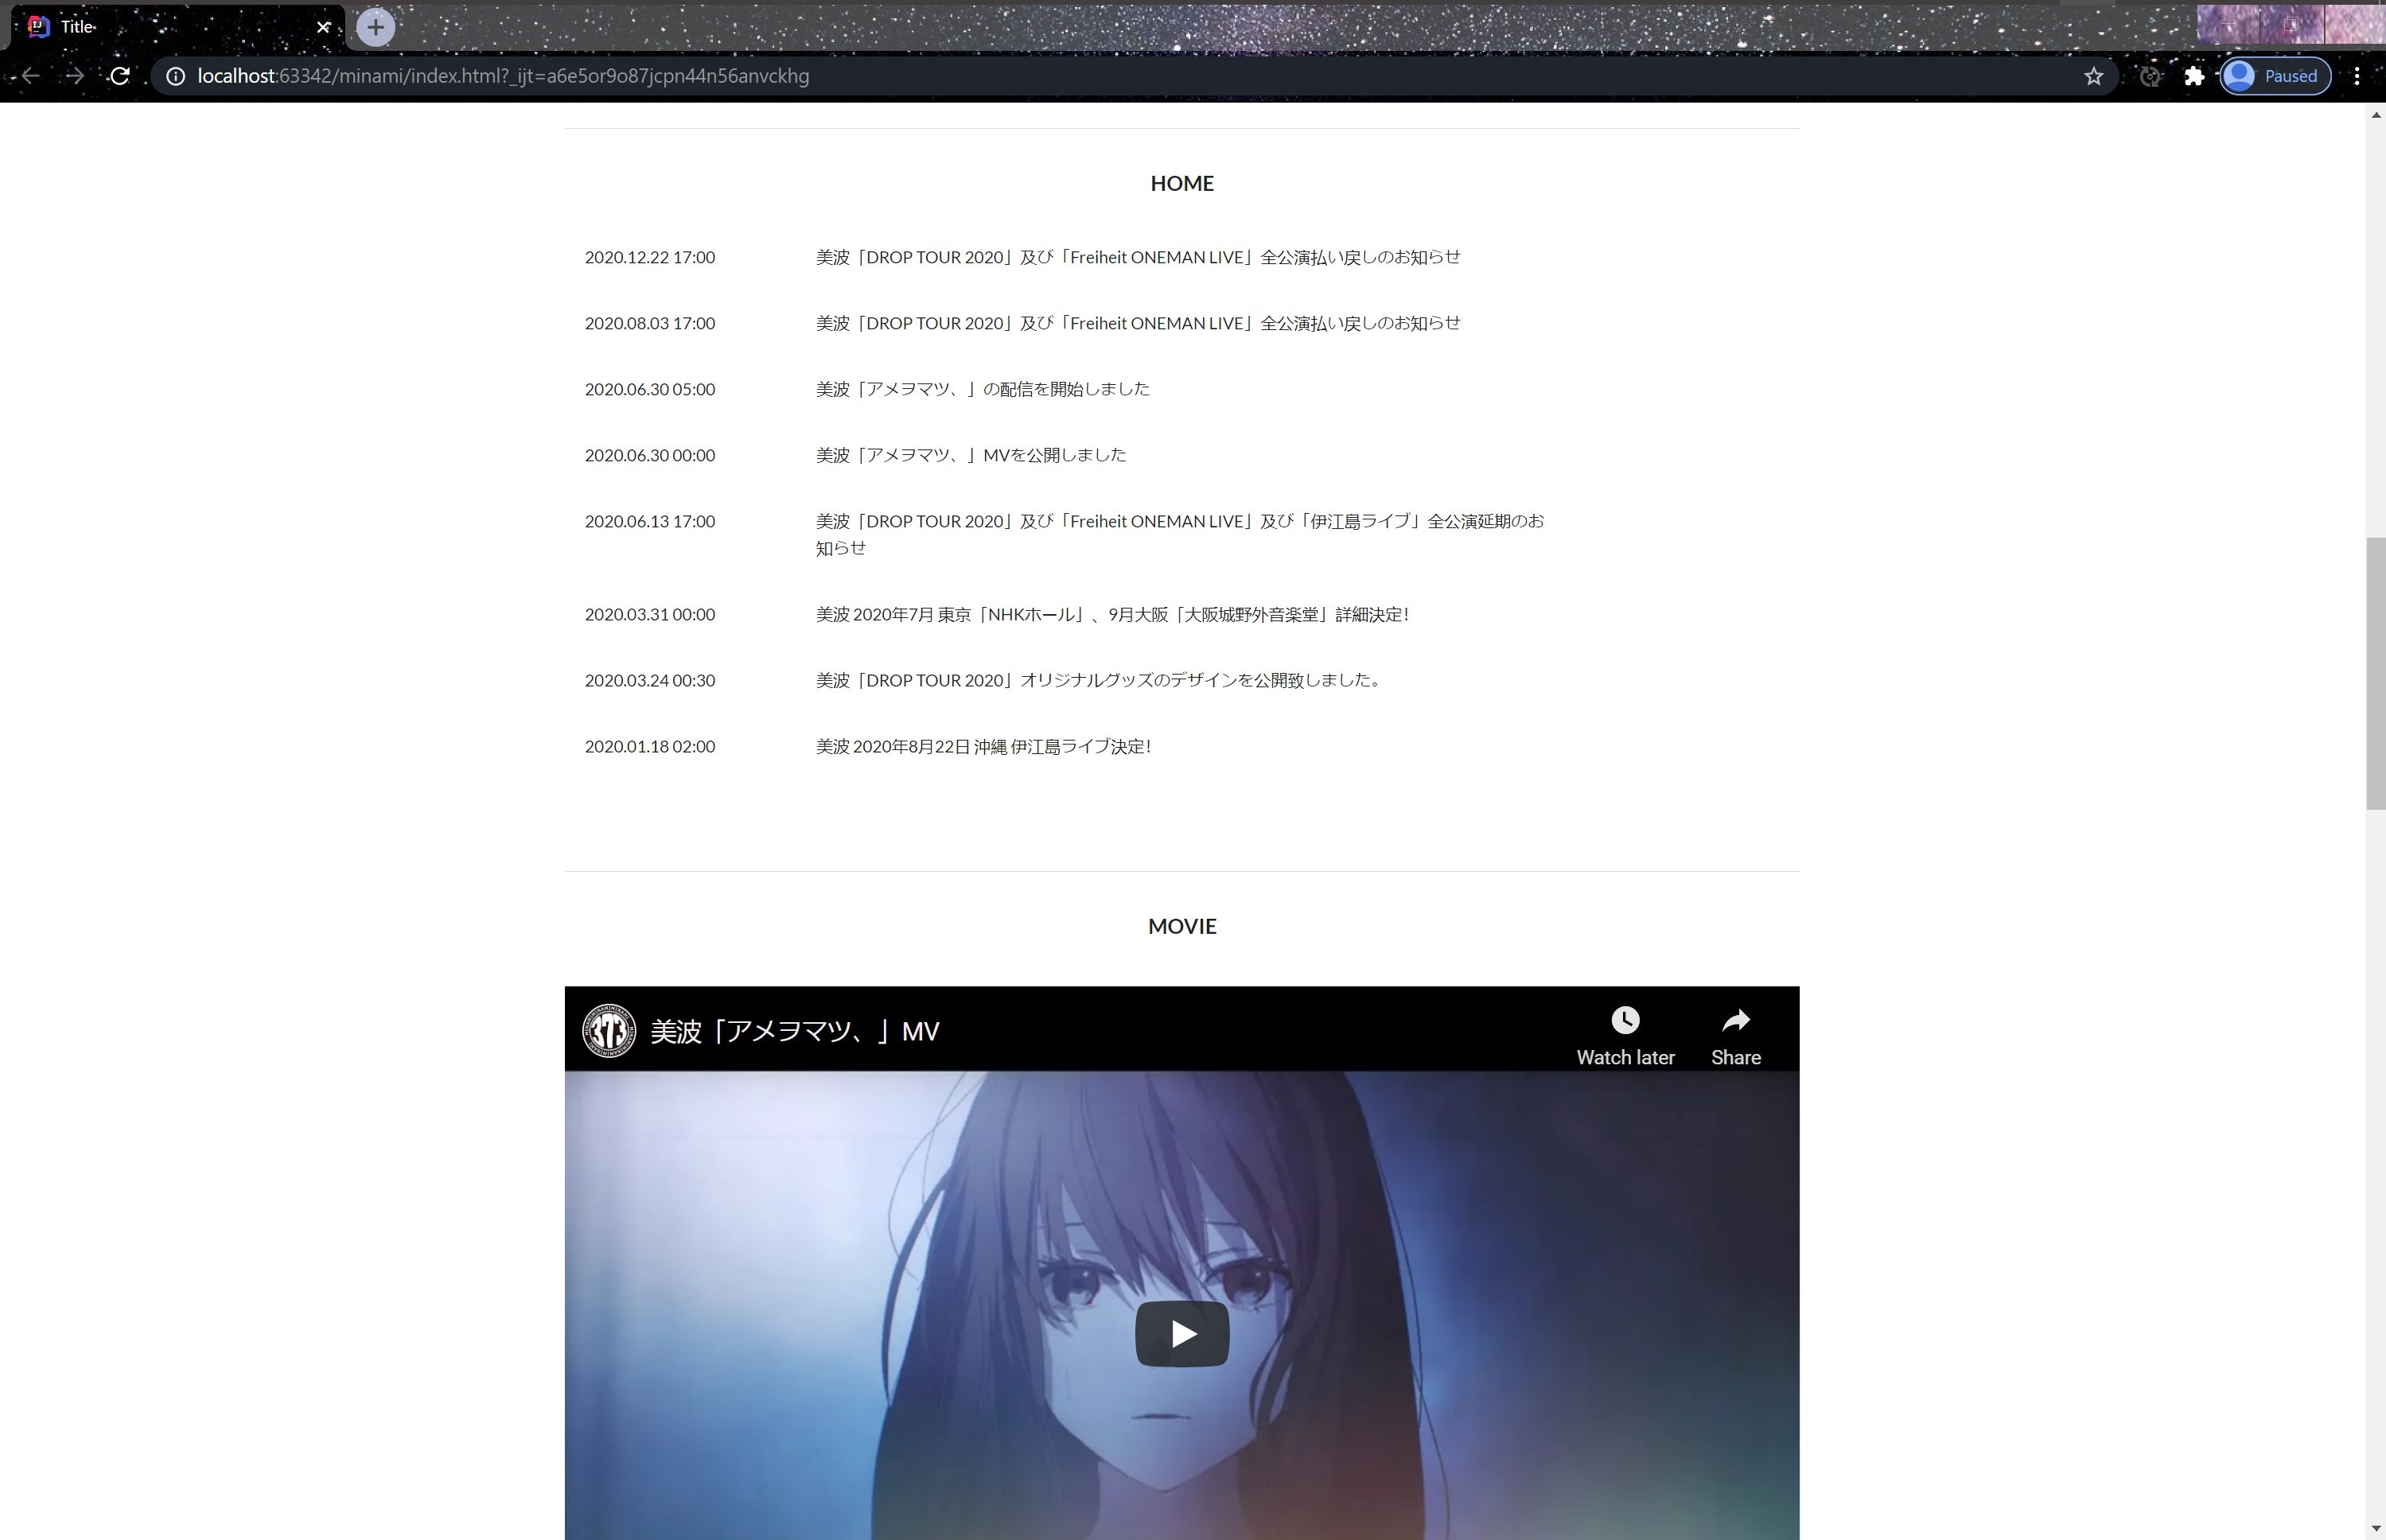 Title
localhost:63342/minami/index.html?_ijt=a6e5or9o87jcpn44n56anvckhg
Paused
HOME
2020.12.22 17:00 美波「DROP TOUR 2020」及び「Freiheit ONEMAN LIVE」全公演払い戻しのお知らせ
2020.08.03 17:00 美波「DROP TOUR 2020」及び「Freiheit ONEMAN LIVE」全公演払い戻しのお知らせ
2020.06.30 05:00 美波「アメヲマツ、」の配信を開始しました
2020.06.30 00:00 美波「アメヲマツ、」MVを公開しました
2020.06.13 17:00 美波「DROP TOUR 2020」及び「Freiheit ONEMAN LIVE」及び「伊江島ライブ」全公演延期のお
知らせ
2020.03.31 00:00 美波 2020年7月 東京「NHKホール」、9月大阪「大阪城野外音楽堂」詳細決定!
2020.03.24 00:30 美波「DROP TOUR 2020」オリジナルグッズのデザインを公開致しました。
2020.01.18 02:00 美波 2020年8月22日 沖縄 伊江島ライブ決定!
MOVIE
373
美波「アメヲマツ、」MV
Watch later
Share